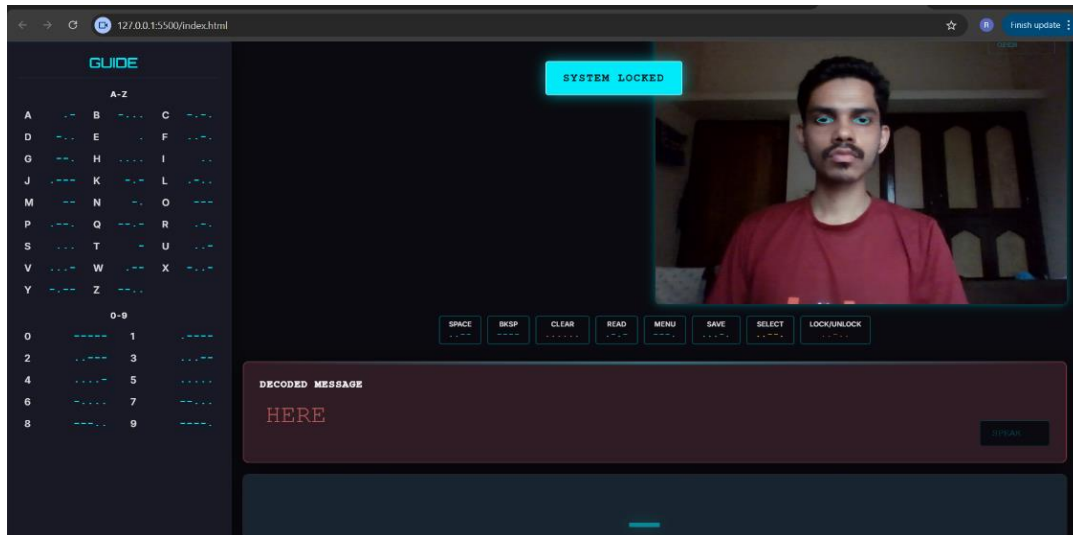 127.0.0.1:5500/index.html
R
Finish update
GUIDE
A-Z
A .- B -... C -.-.
D -.. E . F ..-.
G --. H .... I ..
J .--- K -.- L .-..
M -- N -. O ---
P .--. Q --.- R .-.
S ... T - U ..-
V ...- W .-- X -..-
Y -.-- Z --..
0-9
0 ----- 1 .----
2 ..--- 3 ...--
4 ....- 5 .....
6 -.... 7 --...
8 ---.. 9 ----.
SYSTEM LOCKED
SPACE BKSP CLEAR READ MENU SAVE SELECT LOCK/UNLOCK
..-- ---- ...... .-.- ---. ...-. ..--. ..-..
DECODED MESSAGE
HERE
SPEAK